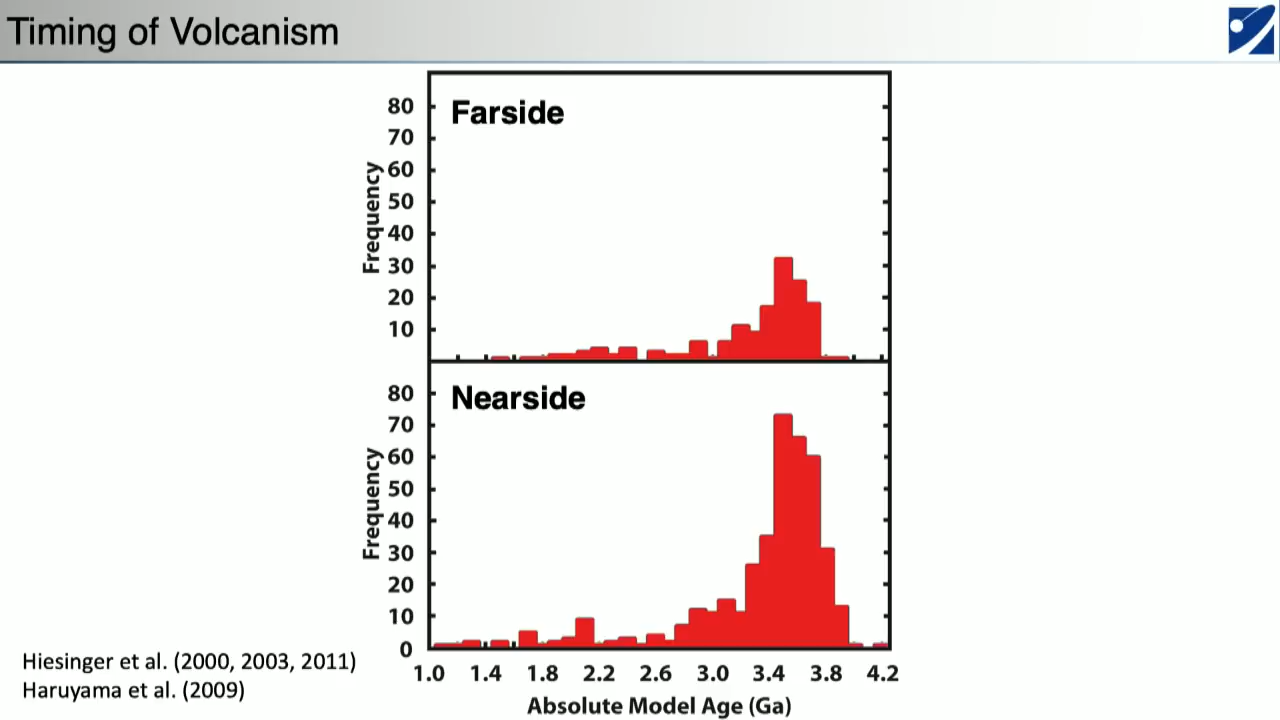 Timing of Volcanism
Farside
80
70
60
50
40
30
20
10
Frequency
Nearside
80
70
60
50
40
30
20
10
0
Frequency
1.0 1.4 1.8 2.2 2.6 3.0 3.4 3.8 4.2
Absolute Model Age (Ga)
Hiesinger et al. (2000, 2003, 2011)
Haruyama et al. (2009)